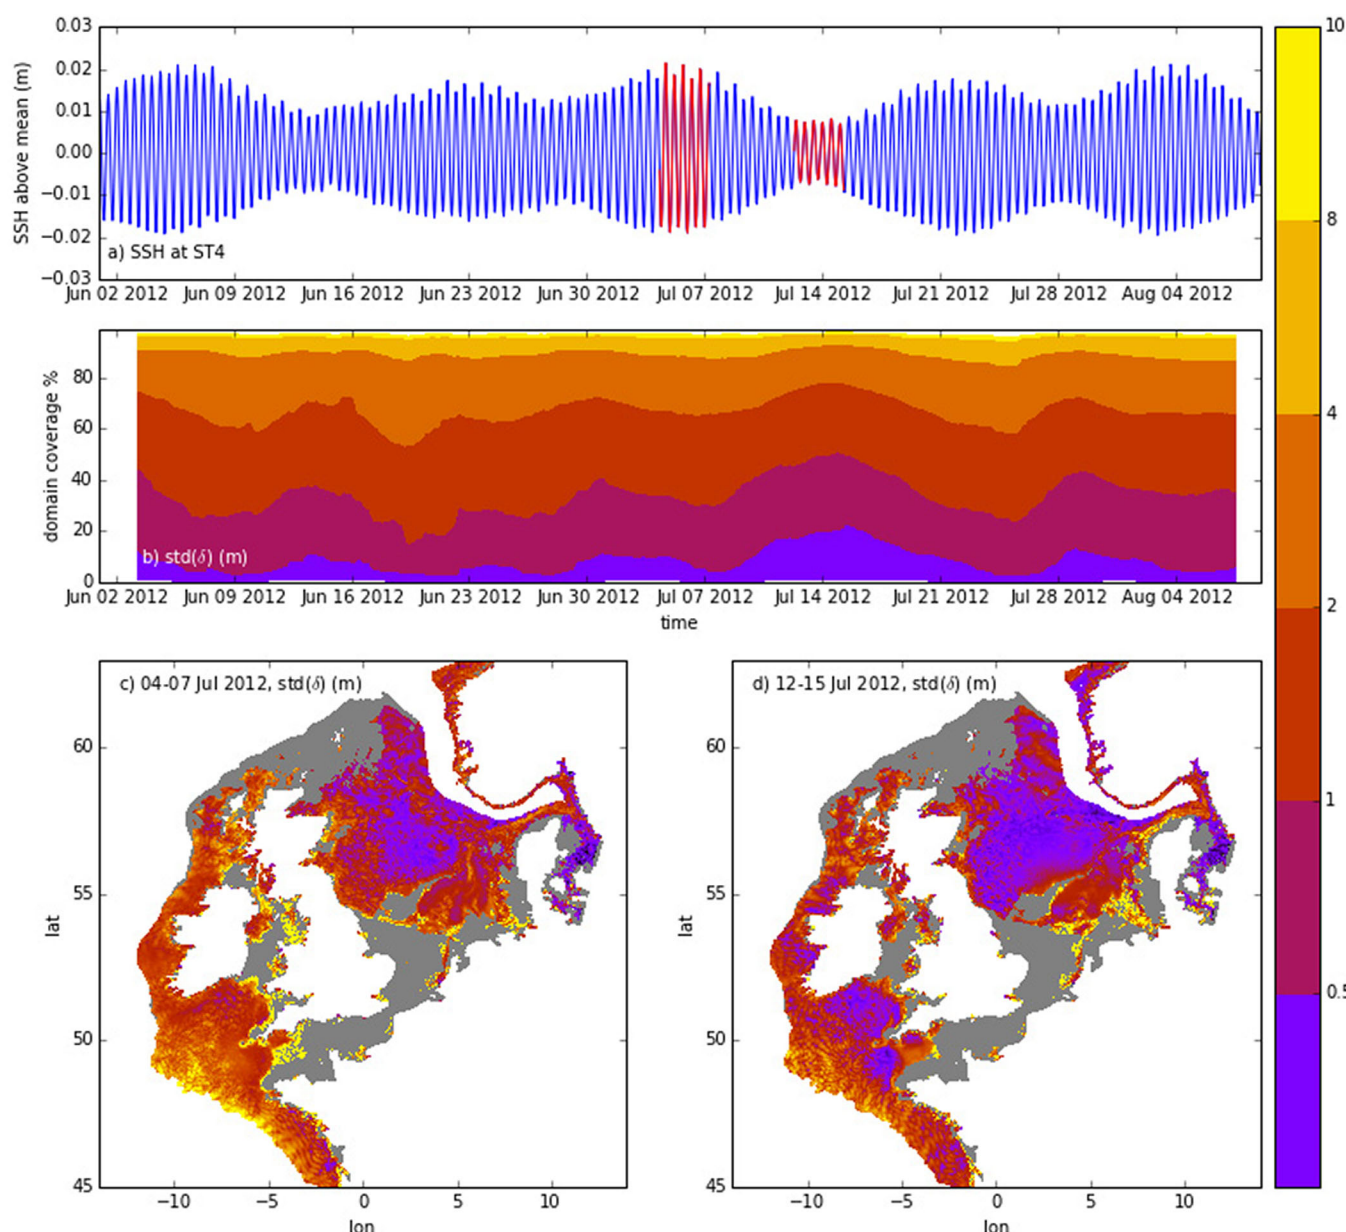 0.03
0.02
0.01
0.00
−0.01
−0.02
−0.03
SSH above mean (m)
a) SSH at ST4
Jun 02 2012 Jun 09 2012 Jun 16 2012 Jun 23 2012 Jun 30 2012 Jul 07 2012 Jul 14 2012 Jul 21 2012 Jul 28 2012 Aug 04 2012
80
60
40
20
0
domain coverage %
b) std(δ) (m)
Jun 02 2012 Jun 09 2012 Jun 16 2012 Jun 23 2012 Jun 30 2012 Jul 07 2012 Jul 14 2012 Jul 21 2012 Jul 28 2012 Aug 04 2012
time
10
8
4
2
1
0.5
c) 04-07 Jul 2012, std(δ) (m)
60
55
50
45
lat
−10 −5 0 5 10
lon
d) 12-15 Jul 2012, std(δ) (m)
60
55
50
45
lat
−10 −5 0 5 10
lon